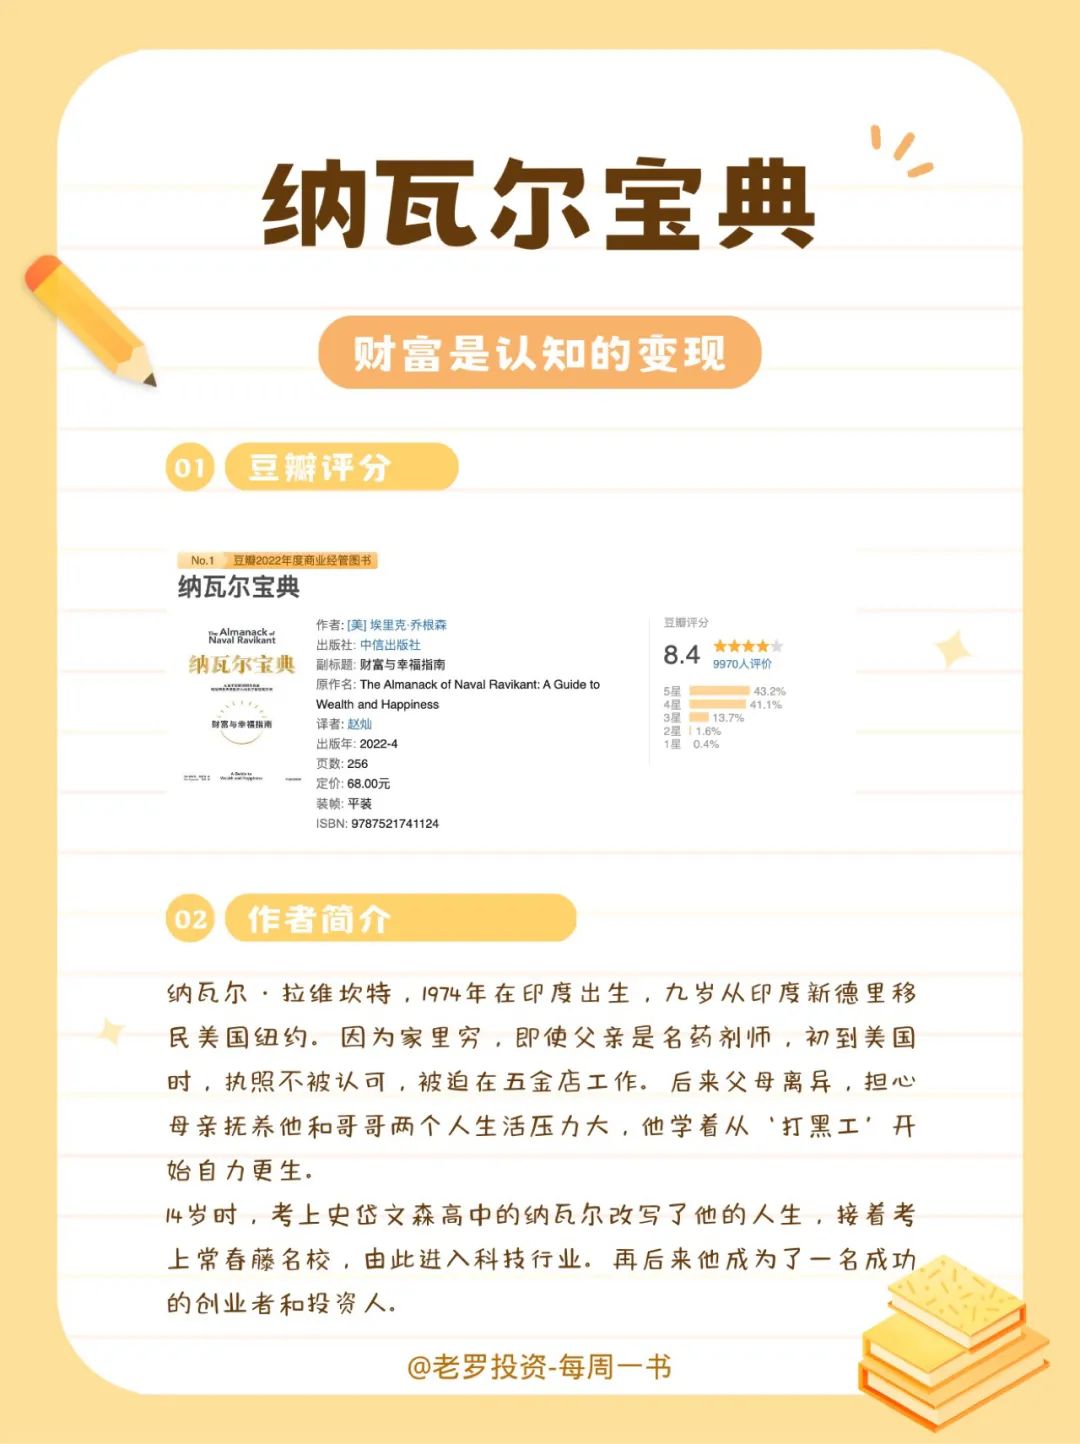 纳瓦尔宝典
财富是认知的变现
01 豆瓣评分
No.1 豆瓣2022年度商业经管图书
纳瓦尔宝典
The Almanack of
Naval Ravikant
纳瓦尔宝典
财富与幸福指南
A Guide to
Wealth and Happiness
作者: [美] 埃里克·乔根森
出版社: 中信出版社
副标题: 财富与幸福指南
原作名: The Almanack of Naval Ravikant: A Guide to
Wealth and Happiness
译者: 赵灿
出版年: 2022-4
页数: 256
定价: 68.00元
装帧: 平装
ISBN: 9787521741124
豆瓣评分
8.4
9970人评价
5星 43.2%
4星 41.1%
3星 13.7%
2星 1.6%
1星 0.4%
02 作者简介
纳瓦尔·拉维坎特，1974年在印度出生，九岁从印度新德里移
民美国纽约。因为家里穷，即使父亲是名药剂师，初到美国
时，执照不被认可，被迫在五金店工作。后来父母离异，担心
母亲抚养他和哥哥两个人生活压力大，他学着从‘打黑工’开
始自力更生。
14岁时，考上史岱文森高中的纳瓦尔改写了他的人生，接着考
上常春藤名校，由此进入科技行业。再后来他成为了一名成功
的创业者和投资人。
@老罗投资-每周一书